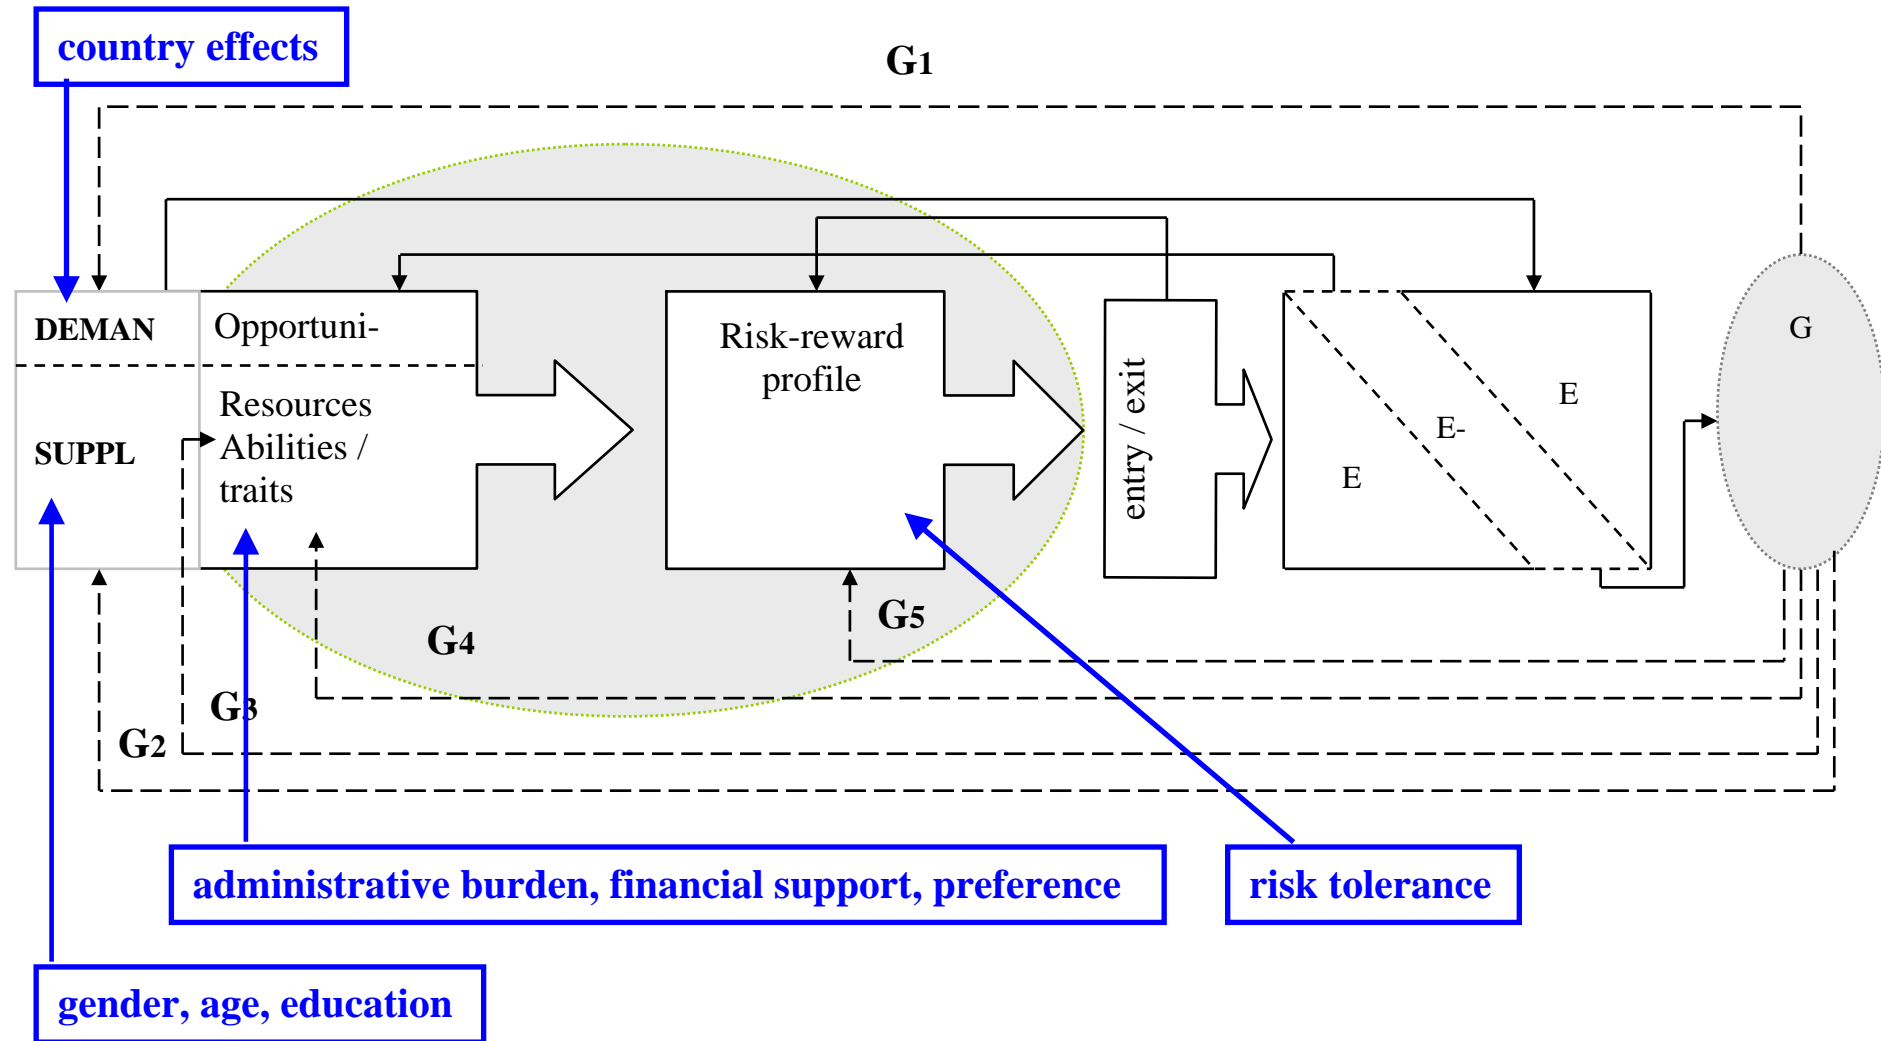 country effects
G1
DEMAN
Opportuni-
Risk-reward
profile
G
Resources
Abilities /
traits
SUPPL
entry / exit
E
E-
E
G5
G4
G3
G2
administrative burden, financial support, preference
risk tolerance
gender, age, education